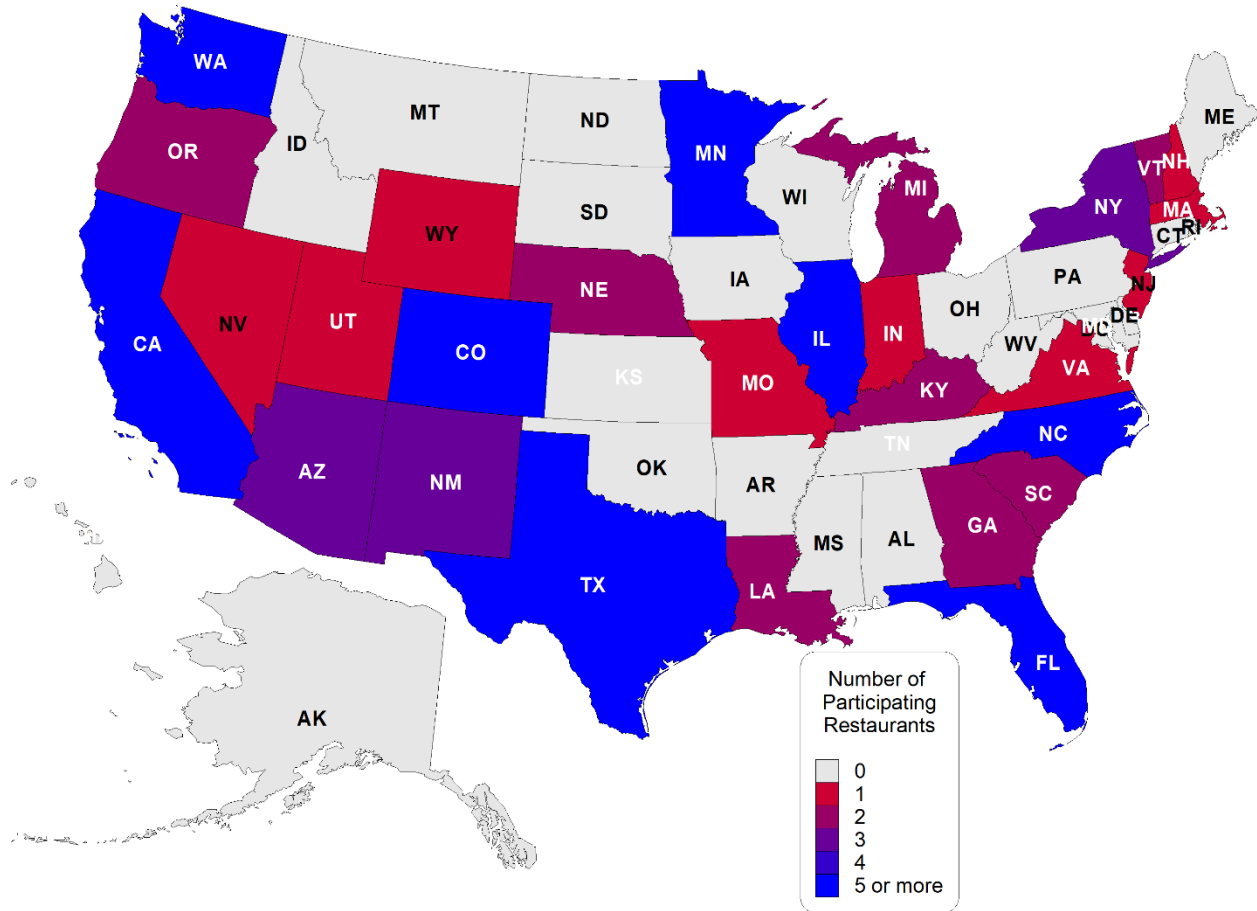 WA
MT
ND
MN
ME
OR
ID
SD
WI
MI
VT
NH
NY
MA
CT
RI
WY
IA
PA
NE
NJ
NV
UT
OH
DE
CA
CO
IL
IN
WV
DC
KS
MO
VA
KY
TN
NC
AZ
NM
OK
AR
SC
MS
AL
GA
TX
LA
FL
AK
Number of
Participating
Restaurants
0
1
2
3
4
5 or more